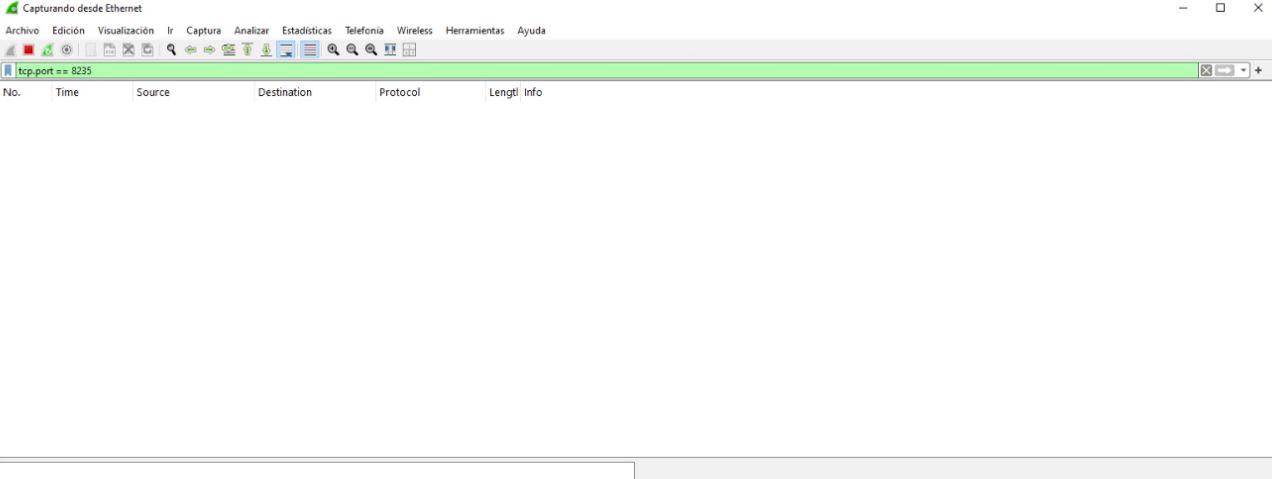 Capturando desde Ethernet
Archivo Edición Visualización Ir Captura Analizar Estadísticas Telefonía Wireless Herramientas Ayuda
tcp.port == 8235
No. Time Source Destination Protocol Lengtl Info